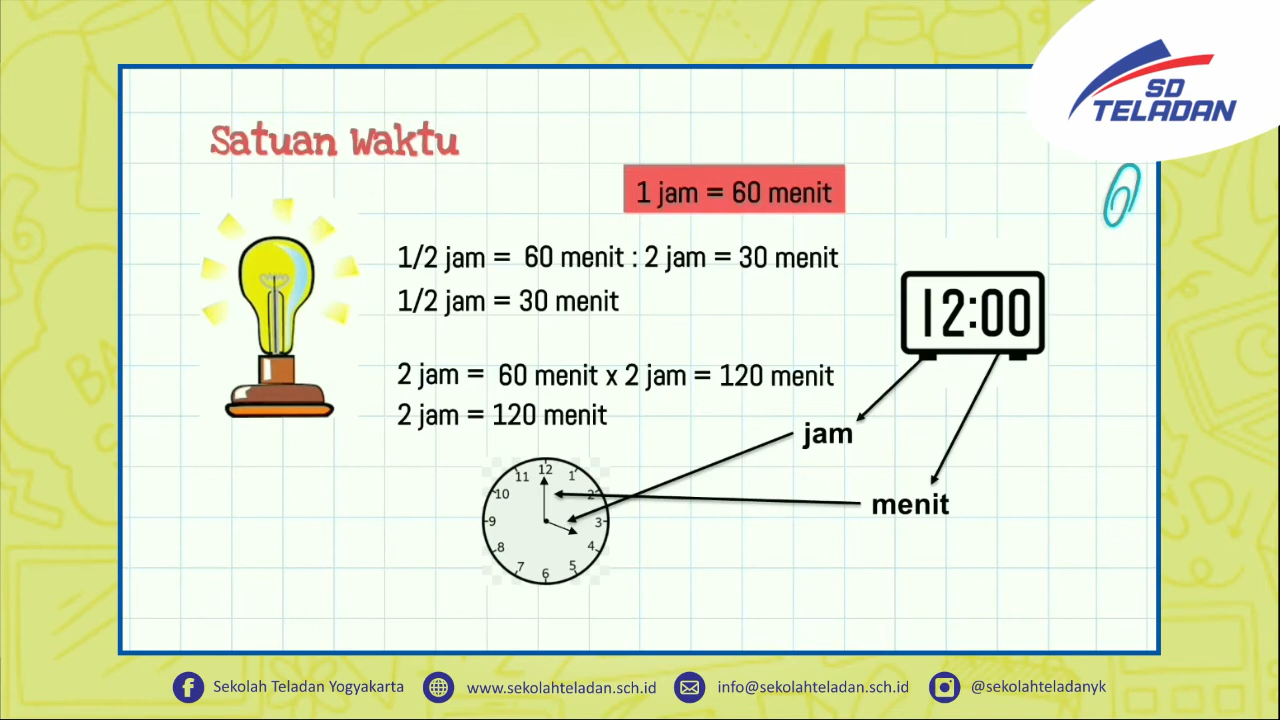 SD
TELADAN
Satuan Waktu
1 jam = 60 menit
1/2 jam = 60 menit : 2 jam = 30 menit
1/2 jam = 30 menit
2 jam = 60 menit x 2 jam = 120 menit
2 jam = 120 menit
12:00
jam
menit
12
1
2
3
4
5
6
7
8
9
10
11
Sekolah Teladan Yogyakarta
www.sekolahteladan.sch.id
info@sekolahteladan.sch.id
@sekolahteladanyk